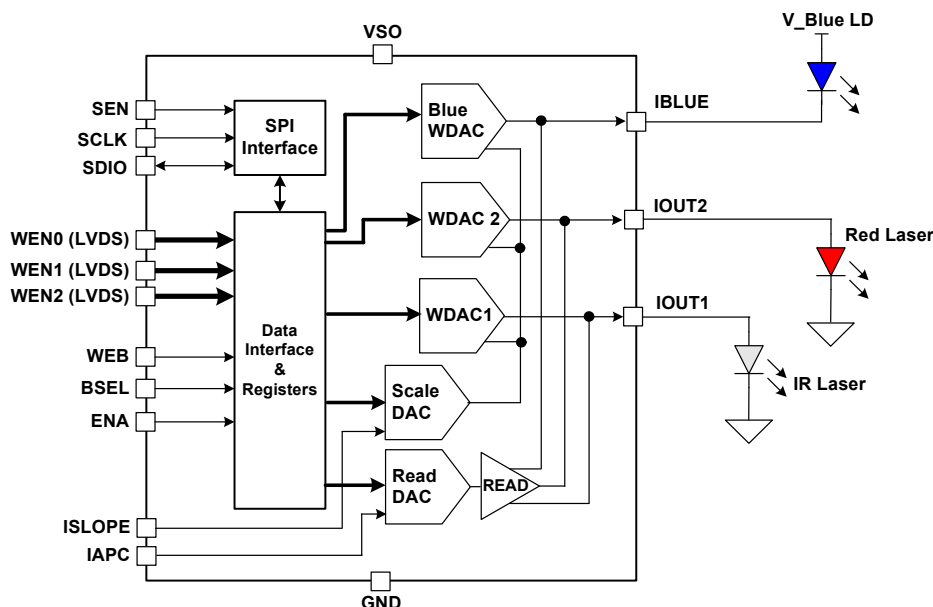 VSO
V_Blue LD
SEN
SCLK
SDIO
SPI
Interface
Blue
WDAC
IBLUE
WEN0 (LVDS)
WEN1 (LVDS)
WEN2 (LVDS)
WDAC 2
IOUT2
Red Laser
WDAC1
IOUT1
IR Laser
Data
Interface
&
Registers
WEB
BSEL
ENA
Scale
DAC
Read
DAC
READ
ISLOPE
IAPC
GND